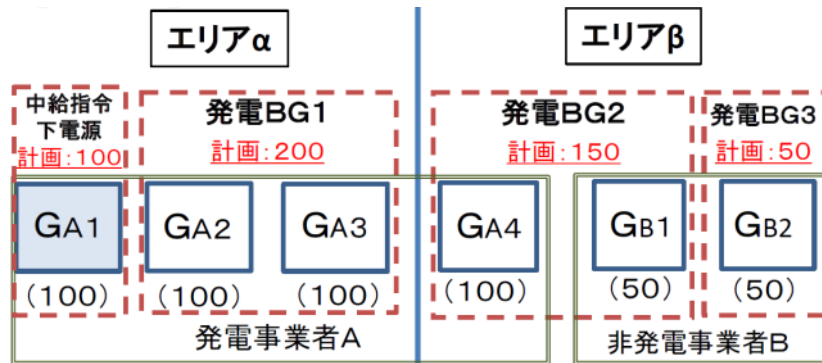 エリアα
エリアβ
中給指令
下電源
計画:100
発電BG1
計画:200
発電BG2
計画:150
発電BG3
計画:50
GA1
GA2
GA3
GA4
GB1
GB2
(100)
(100)
(100)
(100)
(50)
(50)
発電事業者A
非発電事業者B